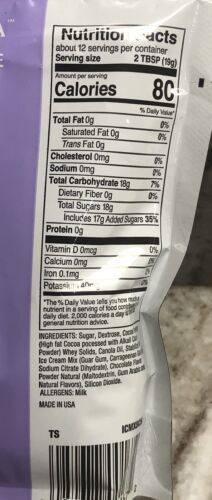 A
Nutrition Facts
about 12 servings per container
Serving size 2 TBSP (19g)
Amount per serving
Calories 80
% Daily Value*
Total Fat 0g 0%
Saturated Fat 0g 0%
Trans Fat 0g
Cholesterol 0mg 0%
Sodium 0mg 0%
Total Carbohydrate 18g 7%
Dietary Fiber 0g 0%
Total Sugars 18g
Includes 17g Added Sugars 35%
Protein 0g
Vitamin D 0mcg 0%
Calcium 0mg 0%
Iron 0.1mg
Potassium 40
*The % Daily Value tells you how much a
nutrient in a serving of food
daily diet. 2,000 calories a day
general nutrition advice.
INGREDIENTS: Sugar, Dextrose, Cocoa
(High fat Cocoa pocessed with Alkali
Powder) Whey Solids, Canola Oil,
Ice Cream Mix (Guar Gum, Carrageenan
Sodium Citrate Dihydrate), Chocolate
Powder Natural (Maltodextrin, Gum Arabic
Natural Flavors), Silicon Dioxide.
ALLERGENS: Milk
MADE IN USA
TS